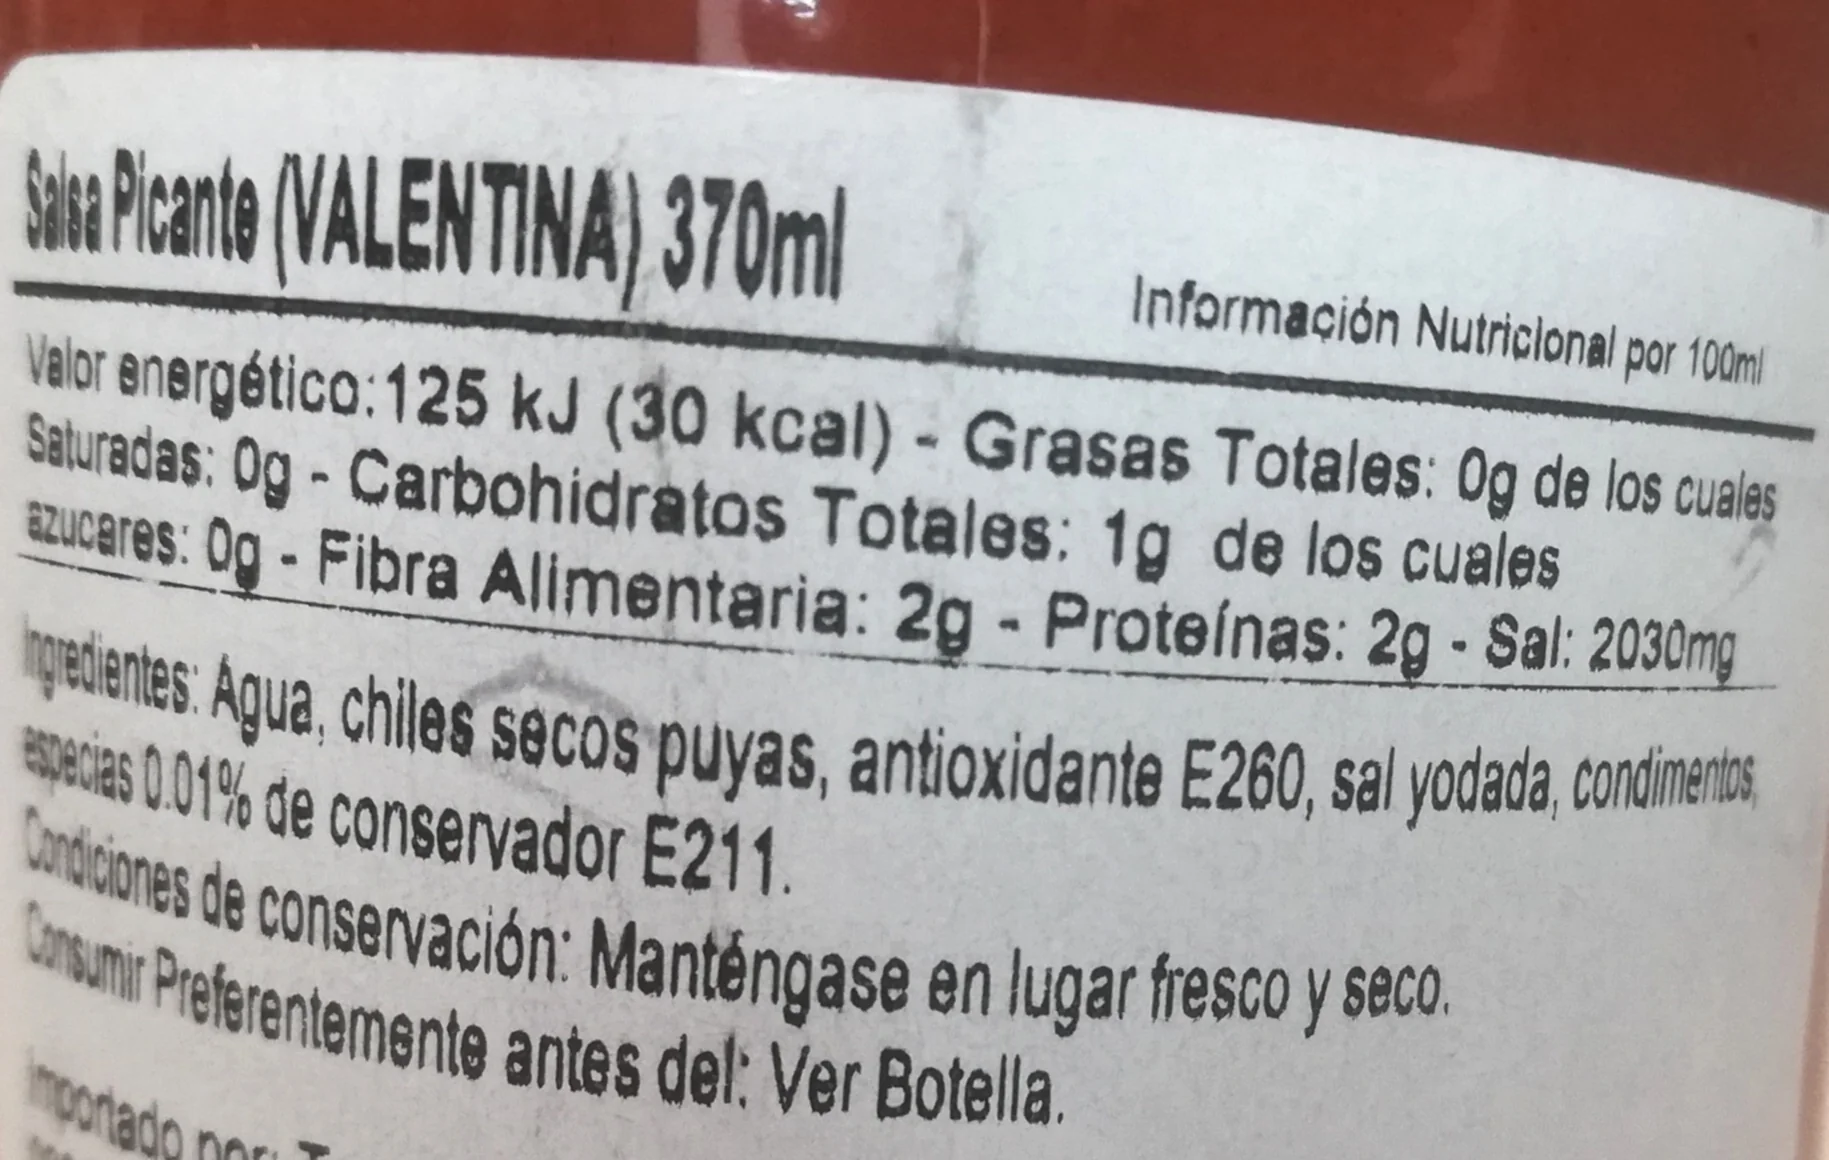 Salsa Picante (VALENTINA) 370ml
Información Nutricional por 100ml
Valor energético:125 kJ (30 kcal) - Grasas Totales: 0g de los cuales
Saturadas: 0g - Carbohidratos Totales: 1g de los cuales
azucares: 0g - Fibra Alimentaria: 2g - Proteínas: 2g - Sal: 2030mg
Ingredientes: Agua, chiles secos puyas, antioxidante E260, sal yodada, condimentos,
especias 0.01% de conservador E211.
Condiciones de conservación: Manténgase en lugar fresco y seco.
Consumir Preferentemente antes del: Ver Botella.
Importado por: